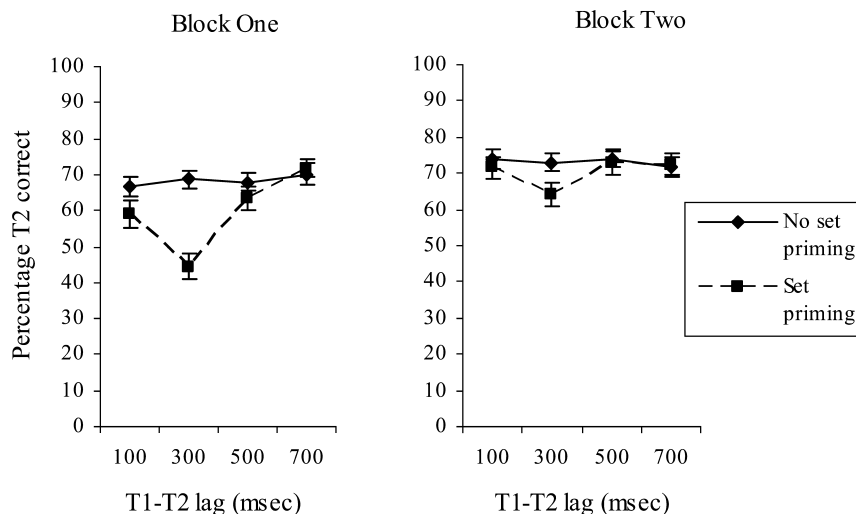 Block One
Block Two
Percentage T2 correct
100
90
80
70
60
50
40
30
20
10
0
100 300 500 700
T1-T2 lag (msec)
100
90
80
70
60
50
40
30
20
10
0
100 300 500 700
T1-T2 lag (msec)
No set
priming
Set
priming